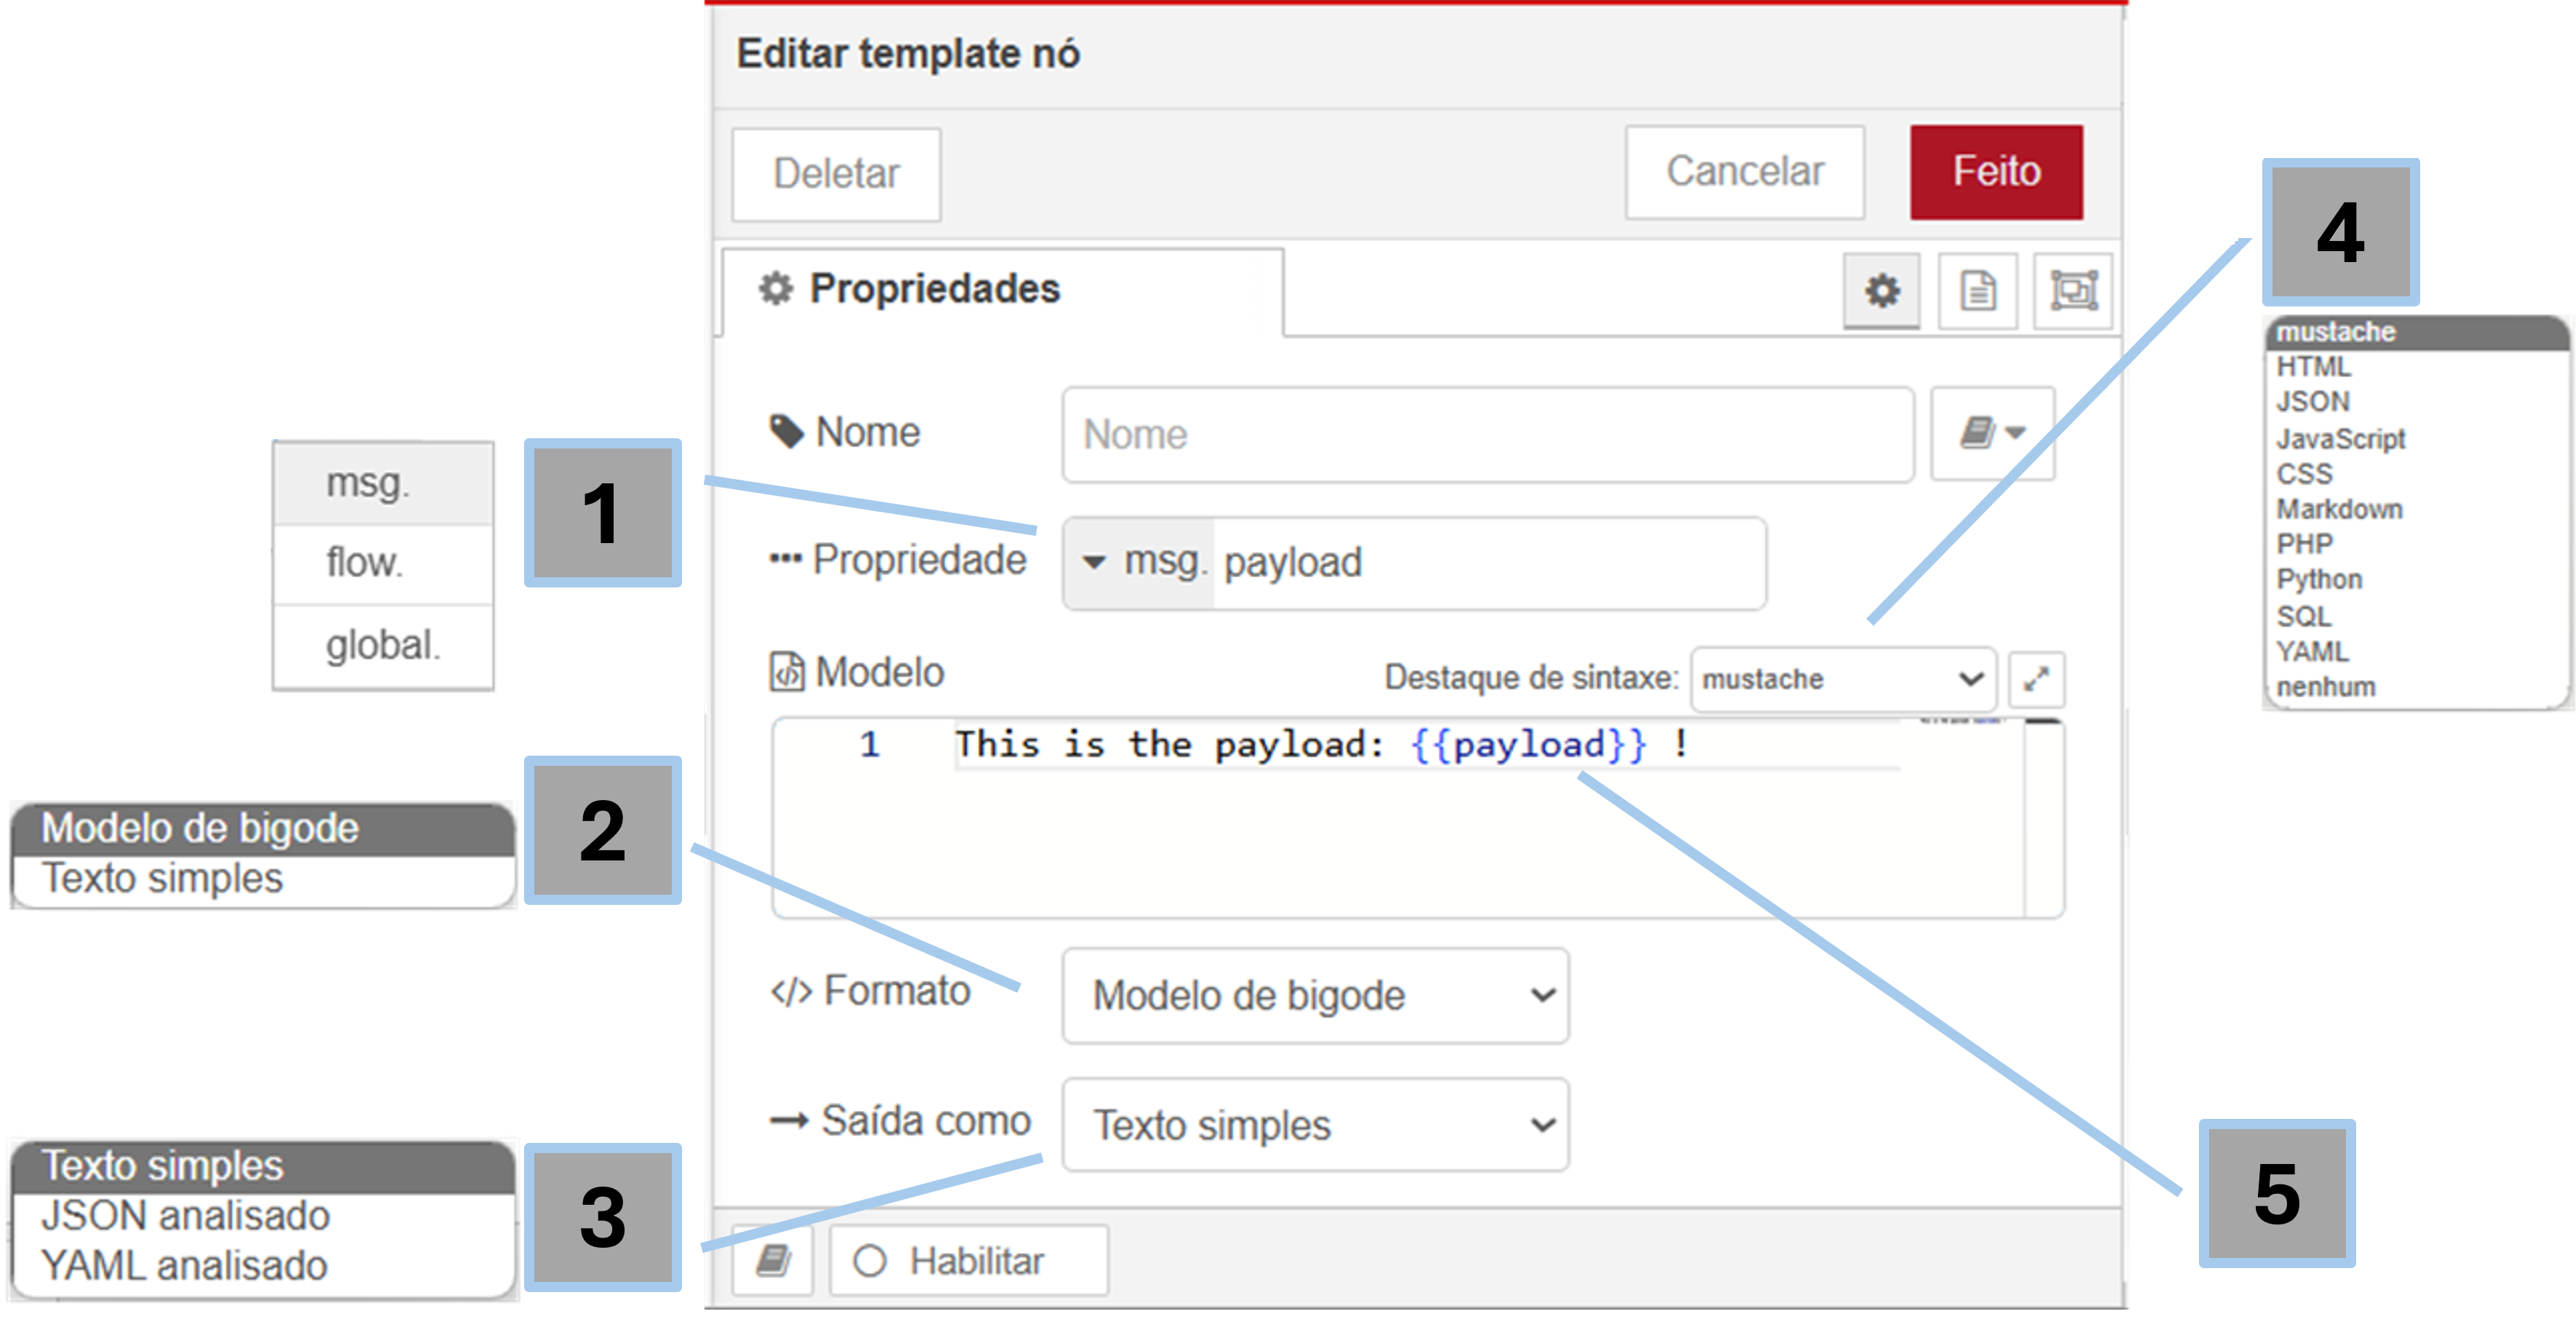 Editar template nó
Deletar
Cancelar
Feito
Propriedades
Nome
Nome
Propriedade
msg. payload
Modelo
Destaque de sintaxe:
mustache
1 This is the payload: {{payload}} !
Formato
Modelo de bigode
Saída como
Texto simples
Habilitar
1
msg.
flow.
global.
2
Modelo de bigode
Texto simples
3
Texto simples
JSON analisado
YAML analisado
4
mustache
HTML
JSON
JavaScript
CSS
Markdown
PHP
Python
SQL
YAML
nenhum
5